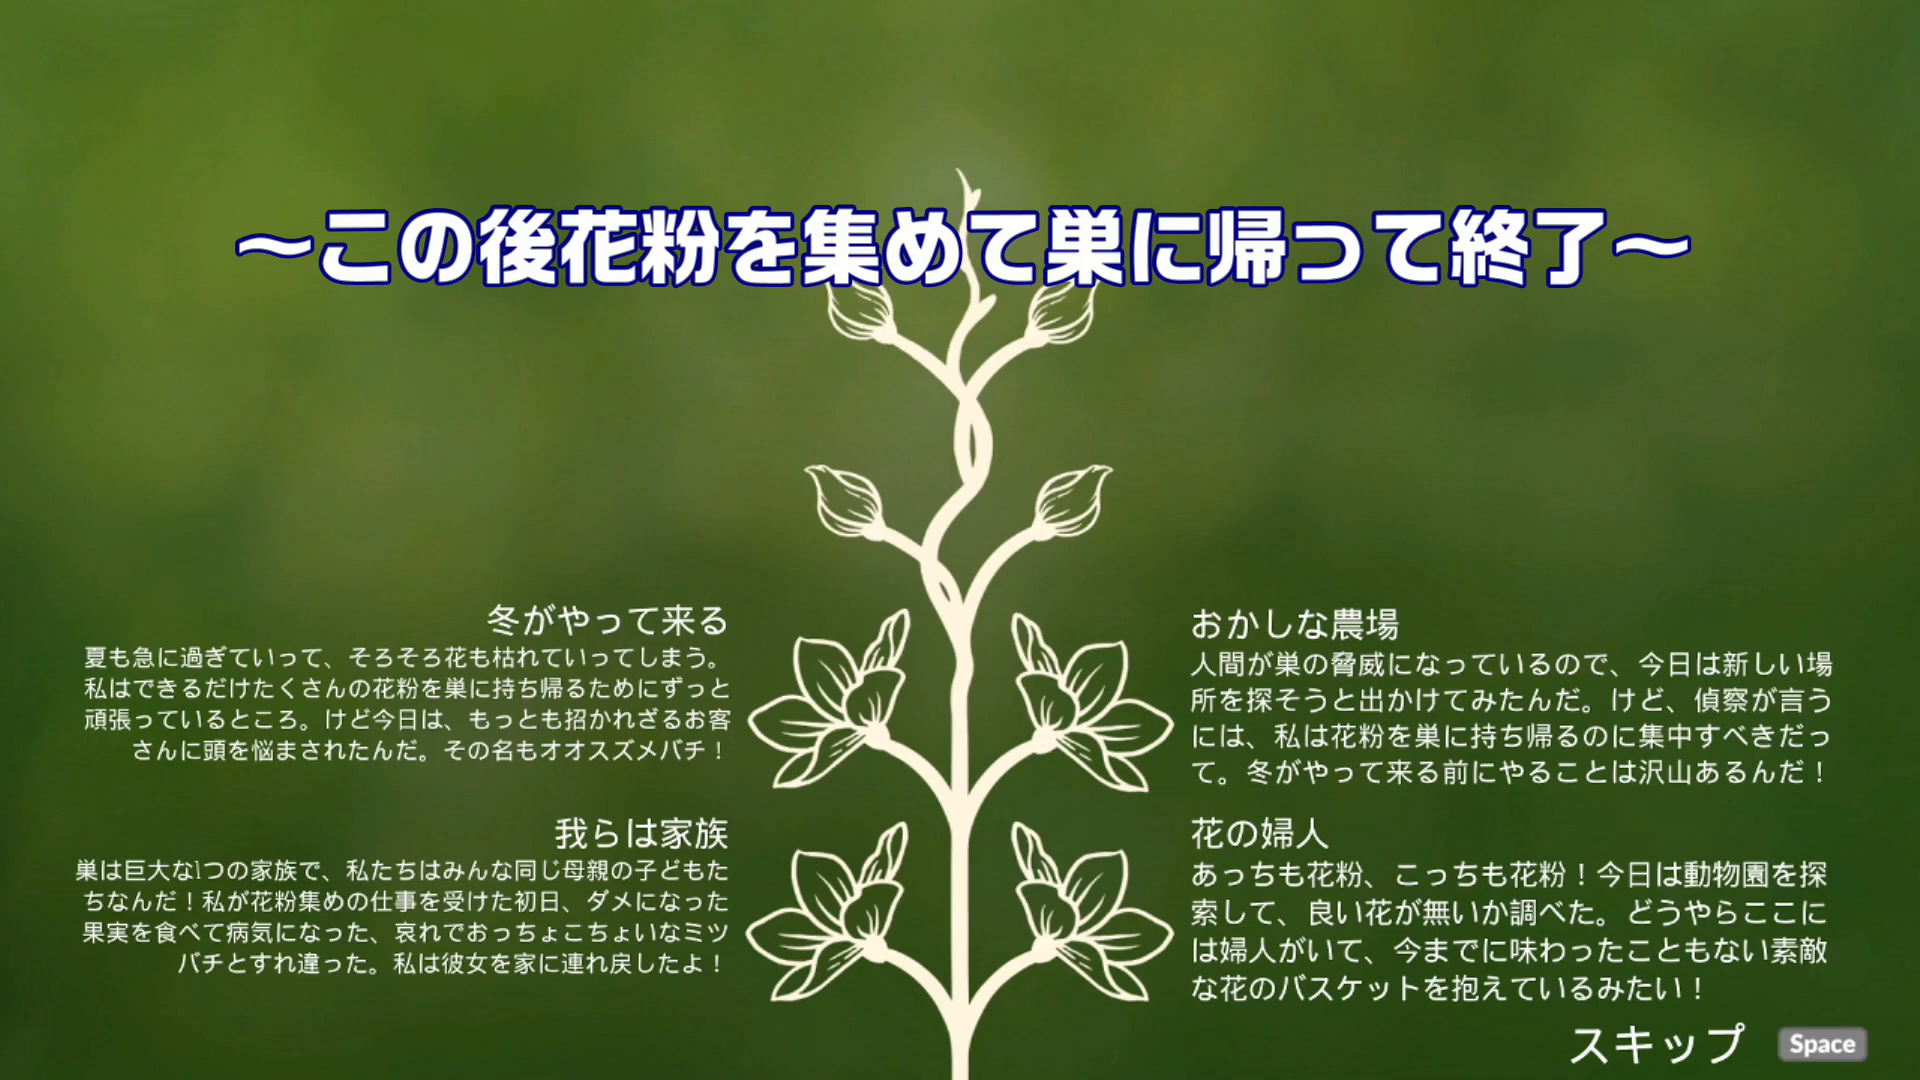 ～この後花粉を集めて巣に帰って終了～
冬がやって来る
夏も急に過ぎていって、そろそろ花も枯れていってしまう。
私はできるだけたくさんの花粉を巣に持ち帰るためにずっと
頑張っているところ。けど今日は、もっとも招かれざるお客
さんに頭を悩まされたんだ。その名もオオスズメバチ！
おかしな農場
人間が巣の脅威になっているので、今日は新しい場
所を探そうと出かけてみたんだ。けど、偵察が言う
には、私は花粉を巣に持ち帰るのに集中すべきだっ
て。冬がやって来る前にやることは沢山あるんだ！
我らは家族
巣は巨大な1つの家族で、私たちはみんな同じ母親の子どもた
ちなんだ！私が花粉集めの仕事を受けた初日、ダメになった
果実を食べて病気になった、哀れでおっちょこちょいなミツ
バチとすれ違った。私は彼女を家に連れ戻したよ！
花の婦人
あっちも花粉、こっちも花粉！今日は動物園を探
索して、良い花が無いか調べた。どうやらここに
は婦人がいて、今までに味わったこともない素敵
な花のバスケットを抱えているみたい！
スキップ Space